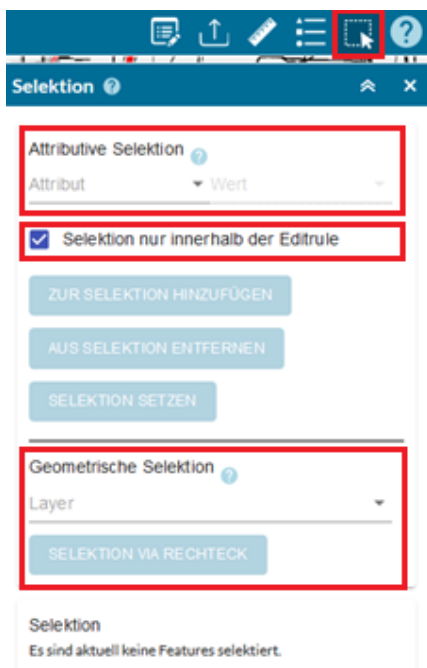 Selektion
Attributive Selektion
Attribut Wert
Selektion nur innerhalb der Editrule
ZUR SELEKTION HINZUFÜGEN
AUS SELEKTION ENTFERNEN
SELEKTION SETZEN
Geometrische Selektion
Layer
SELEKTION VIA RECHTECK
Selektion
Es sind aktuell keine Features selektiert.